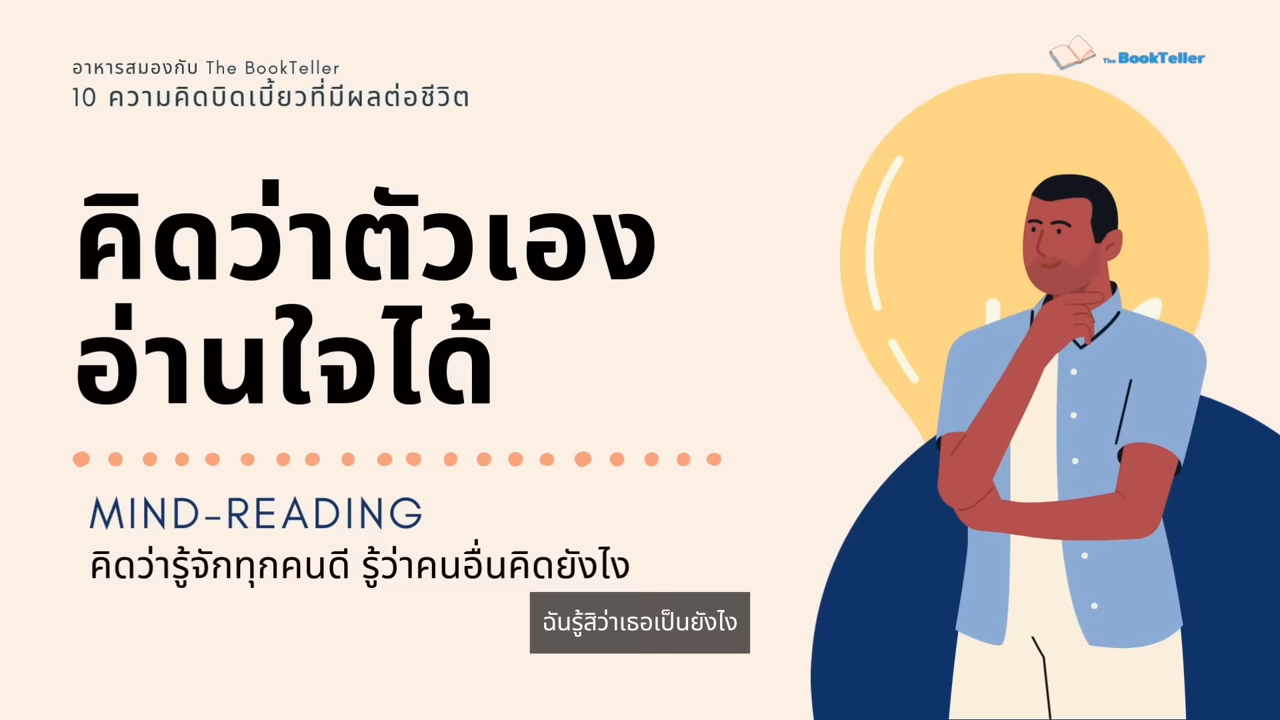 อาหารสมองกับ The BookTeller
10 ความคิดบิดเบี้ยวที่มีผลต่อชีวิต
The BookTeller
คิดว่าตัวเอง
อ่านใจได้
MIND-READING
คิดว่ารู้จักทุกคนดี รู้ว่าคนอื่นคิดยังไง
ฉันรู้สิว่าเธอเป็นยังไง